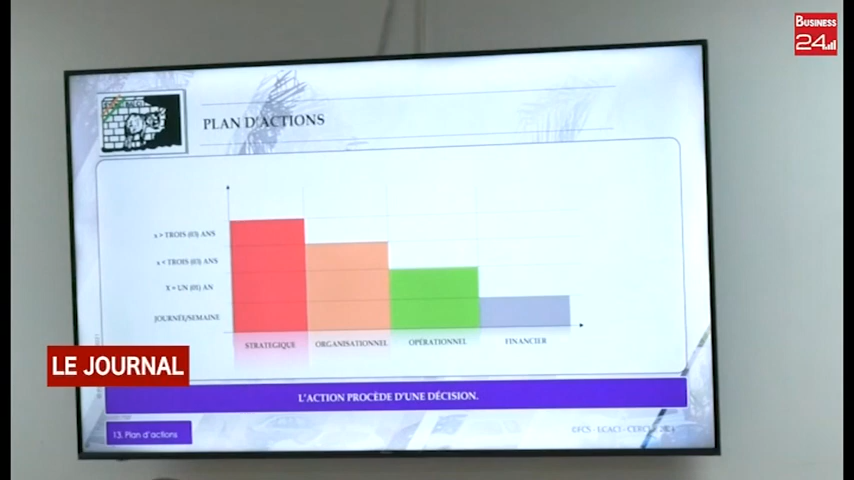 BUSINESS
24
PLAN D'ACTIONS
x > TROIS (03) ANS
x < TROIS (03) ANS
X = UN (01) AN
JOURNÉE/SEMAINE
STRATEGIQUE ORGANISATIONNEL OPÉRATIONNEL FINANCIER
LE JOURNAL
L'ACTION PROCÈDE D'UNE DÉCISION.
13. Plan d'actions